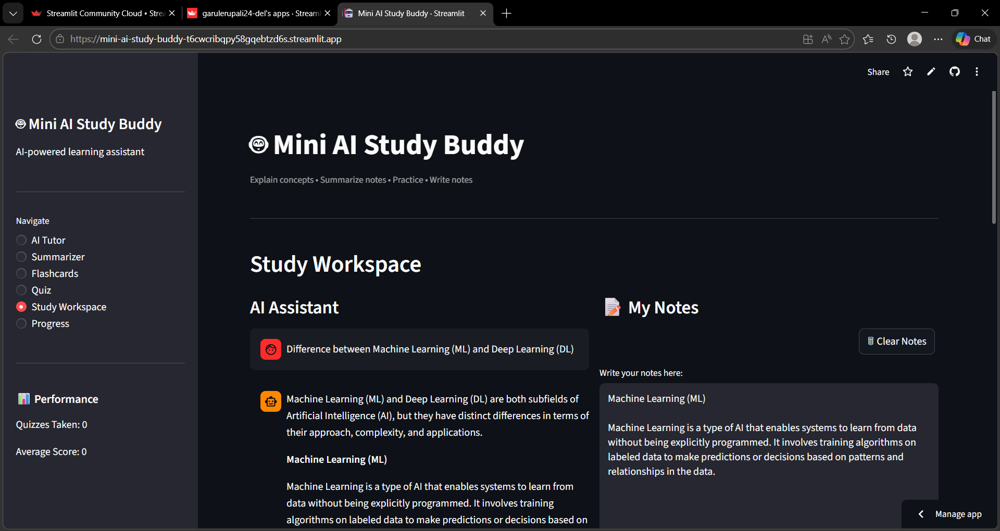 Streamlit Community Cloud • Stre
garulerupali24-del's apps · Stream
Mini AI Study Buddy · Streamlit
https://mini-ai-study-buddy-t6cwcribqpy58gqebtzd6s.streamlit.app
Chat
Share
Mini AI Study Buddy
AI-powered learning assistant
Navigate
AI Tutor
Summarizer
Flashcards
Quiz
Study Workspace
Progress
Performance
Quizzes Taken: 0
Average Score: 0
Mini AI Study Buddy
Explain concepts • Summarize notes • Practice • Write notes
Study Workspace
AI Assistant
Difference between Machine Learning (ML) and Deep Learning (DL)
Machine Learning (ML) and Deep Learning (DL) are both subfields of
Artificial Intelligence (AI), but they have distinct differences in terms of
their approach, complexity, and applications.
Machine Learning (ML)
Machine Learning is a type of AI that enables systems to learn from
data without being explicitly programmed. It involves training
algorithms on labeled data to make predictions or decisions based on
My Notes
Clear Notes
Write your notes here:
Machine Learning (ML)
Machine Learning is a type of AI that enables systems to learn from data
without being explicitly programmed. It involves training algorithms on
labeled data to make predictions or decisions based on patterns and
relationships in the data.
Manage app